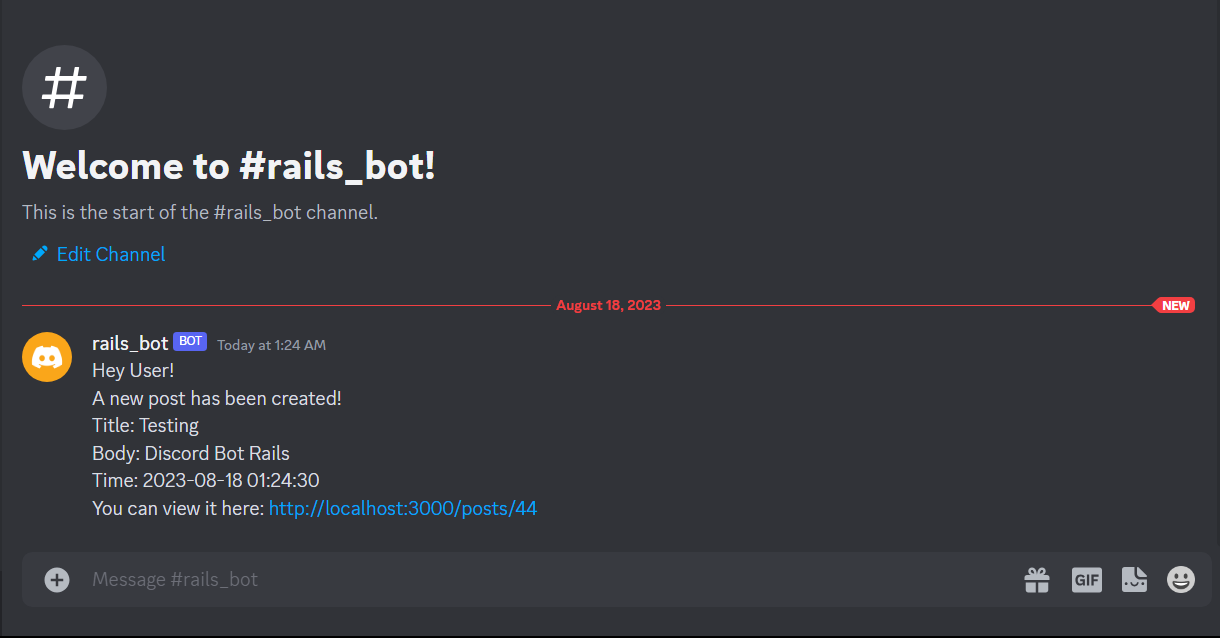 #
Welcome to #rails_bot!
This is the start of the #rails_bot channel.
Edit Channel
August 18, 2023 NEW
rails_bot BOT Today at 1:24 AM
Hey User!
A new post has been created!
Title: Testing
Body: Discord Bot Rails
Time: 2023-08-18 01:24:30
You can view it here: http://localhost:3000/posts/44
Message #rails_bot GIF